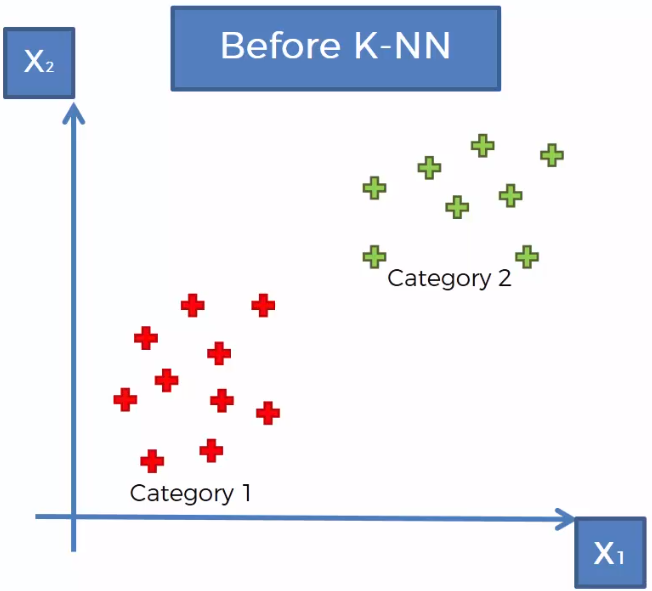 Before K-NN
X₂
Category 2
Category 1
X₁